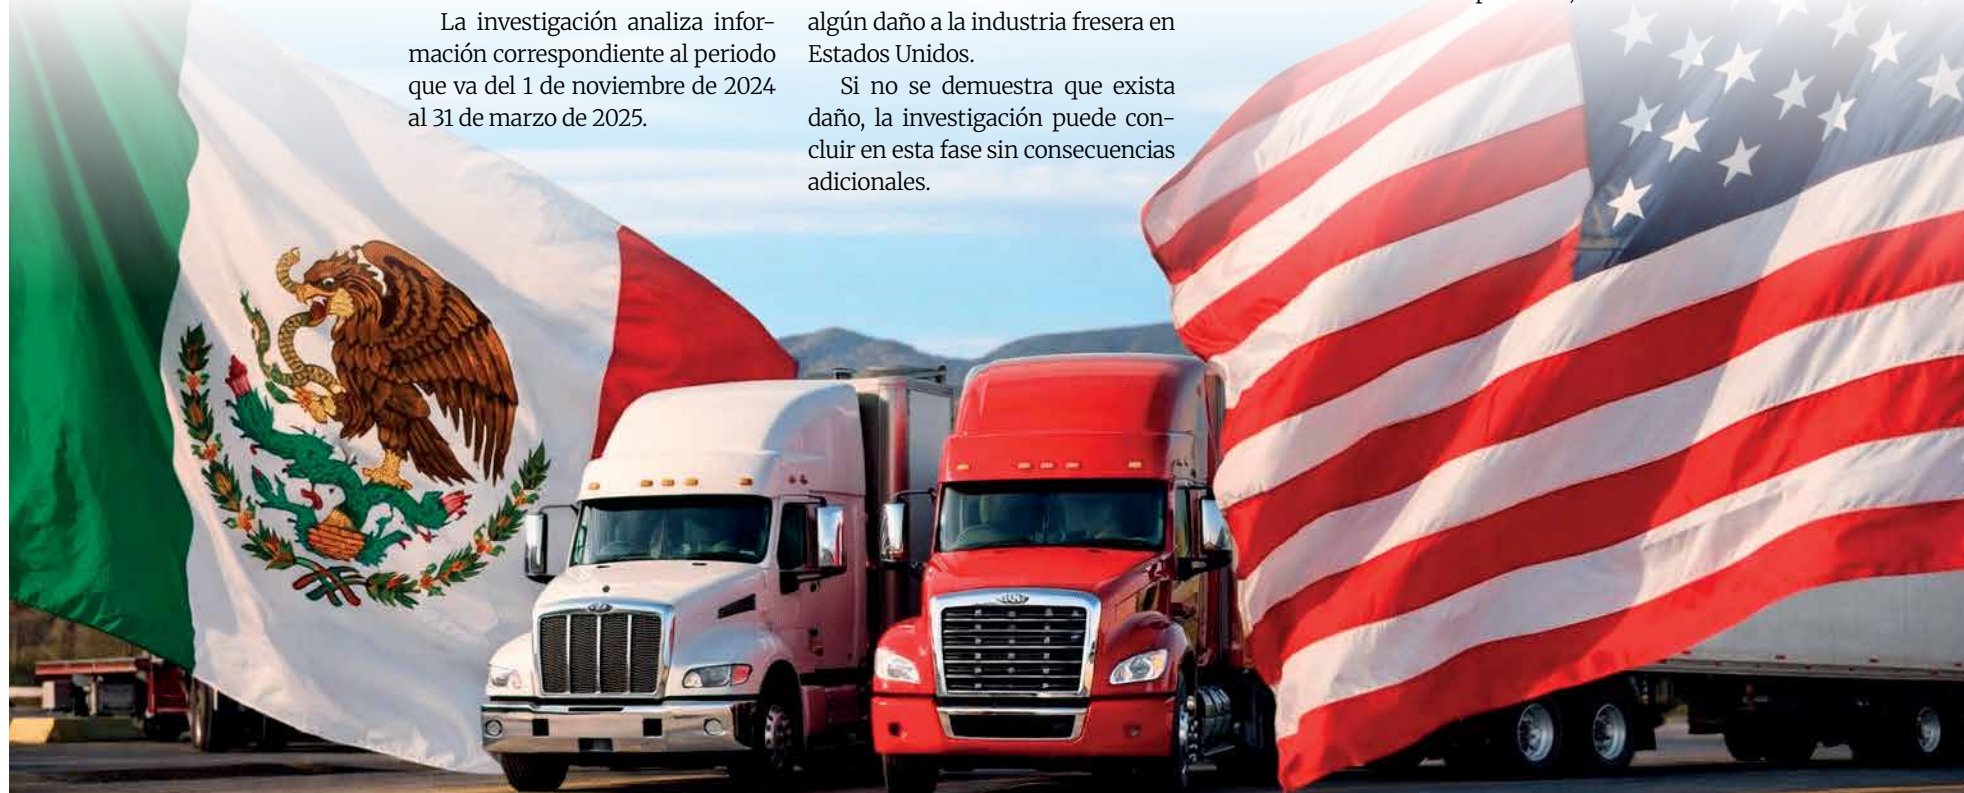 La investigación analiza infor-
mación correspondiente al periodo
que va del 1 de noviembre de 2024
al 31 de marzo de 2025.
algún daño a la industria fresera en
Estados Unidos.
Si no se demuestra que exista
daño, la investigación puede con-
cluir en esta fase sin consecuencias
adicionales.